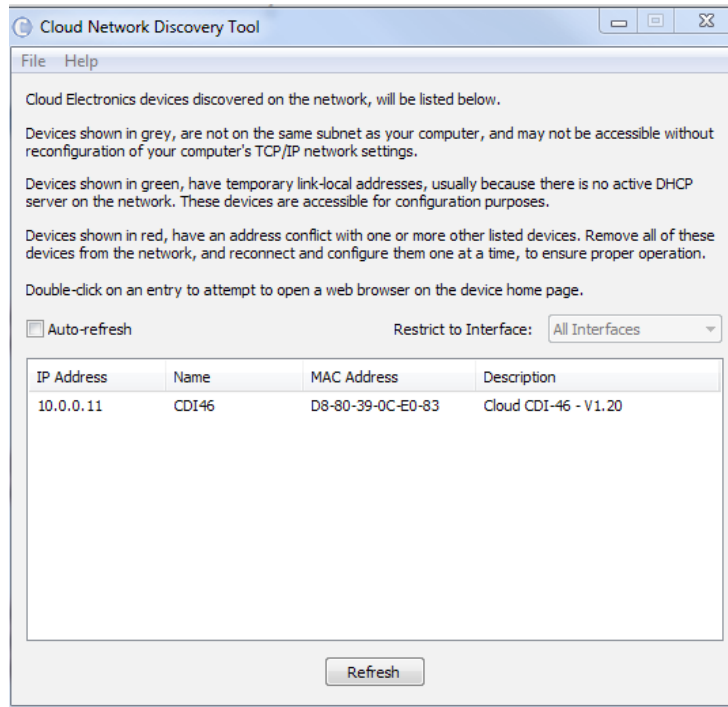 Cloud Network Discovery Tool
File Help
Cloud Electronics devices discovered on the network, will be listed below.
Devices shown in grey, are not on the same subnet as your computer, and may not be accessible without
reconfiguration of your computer's TCP/IP network settings.
Devices shown in green, have temporary link-local addresses, usually because there is no active DHCP
server on the network. These devices are accessible for configuration purposes.
Devices shown in red, have an address conflict with one or more other listed devices. Remove all of these
devices from the network, and reconnect and configure them one at a time, to ensure proper operation.
Double-click on an entry to attempt to open a web browser on the device home page.
Auto-refresh Restrict to Interface: All Interfaces
IP Address Name MAC Address Description
10.0.0.11 CDI46 D8-80-39-0C-E0-83 Cloud CDI-46 - V1.20
Refresh